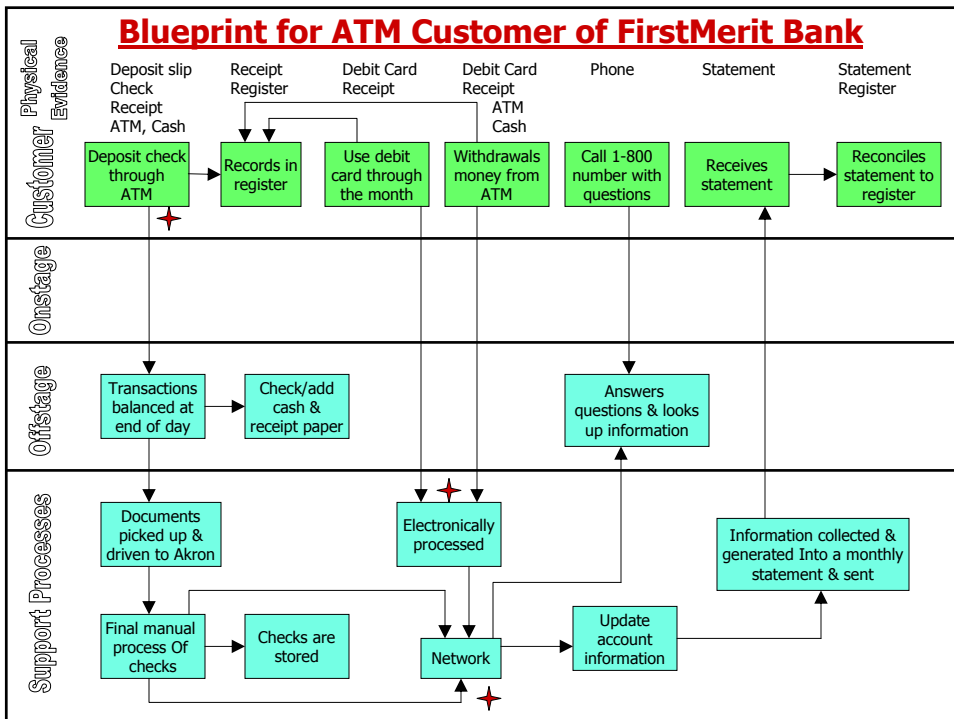 Blueprint for ATM Customer of FirstMerit Bank
Physical
Evidence
Deposit slip
Check
Receipt
ATM, Cash
Receipt
Register
Debit Card
Receipt
Debit Card
Receipt
ATM
Cash
Phone
Statement
Statement
Register
Customer
Deposit check
through
ATM
Records in
register
Use debit
card through
the month
Withdrawals
money from
ATM
Call 1-800
number with
questions
Receives
statement
Reconciles
statement to
register
Onstage
Offstage
Transactions
balanced at
end of day
Check/add
cash &
receipt paper
Answers
questions & looks
up information
Support Processes
Documents
picked up &
driven to Akron
Electronically
processed
Information collected &
generated Into a monthly
statement & sent
Final manual
process Of
checks
Checks are
stored
Network
Update
account
information